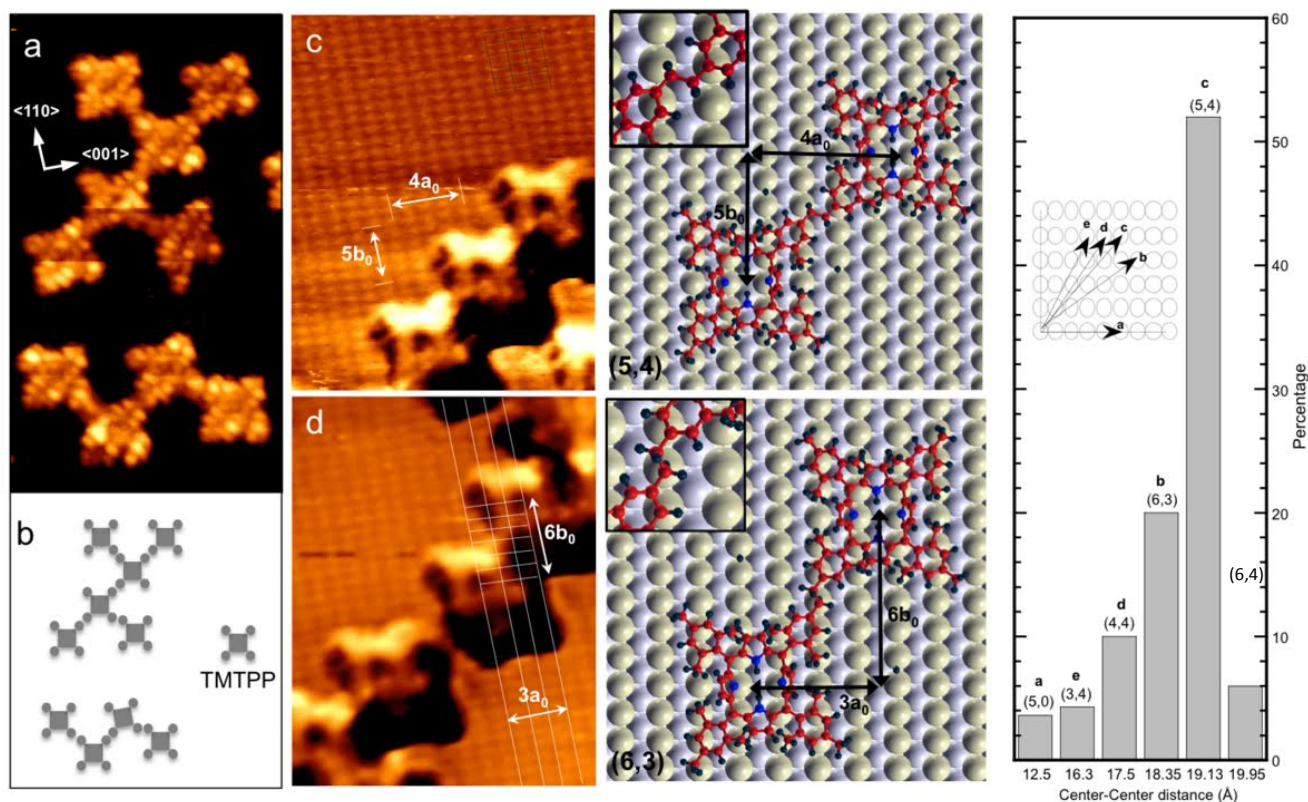 a
<110>
<001>
b
TMTPP
c
4a₀
5b₀
d
6b₀
3a₀
4a₀
5b₀
(5,4)
6b₀
3a₀
(6,3)
60
50
40
30
20
10
0
Percentage
c
(5,4)
b
(6,3)
(6,4)
d
(4,4)
e
(3,4)
a
(5,0)
e d c
b
a
12.5 16.3 17.5 18.35 19.13 19.95
Center-Center distance (Å)